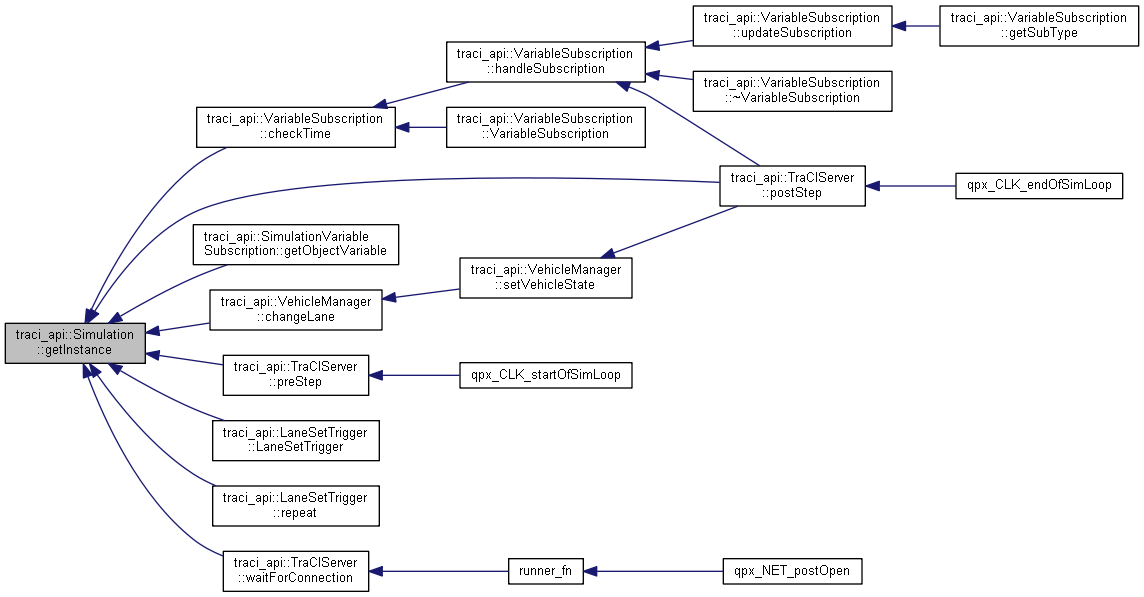 traci_api::VariableSubscription
::updateSubscription
traci_api::VariableSubscription
::getSubType
traci_api::VariableSubscription
::handleSubscription
traci_api::VariableSubscription
::~VariableSubscription
traci_api::VariableSubscription
::checkTime
traci_api::VariableSubscription
::VariableSubscription
traci_api::TraCIServer
::postStep
qpx_CLK_endOfSimLoop
traci_api::SimulationVariable
Subscription::getObjectVariable
traci_api::VehicleManager
::setVehicleState
traci_api::VehicleManager
::changeLane
traci_api::Simulation
::getInstance
traci_api::TraCIServer
::preStep
qpx_CLK_startOfSimLoop
traci_api::LaneSetTrigger
::LaneSetTrigger
traci_api::LaneSetTrigger
::repeat
traci_api::TraCIServer
::waitForConnection
runner_fn
qpx_NET_postOpen